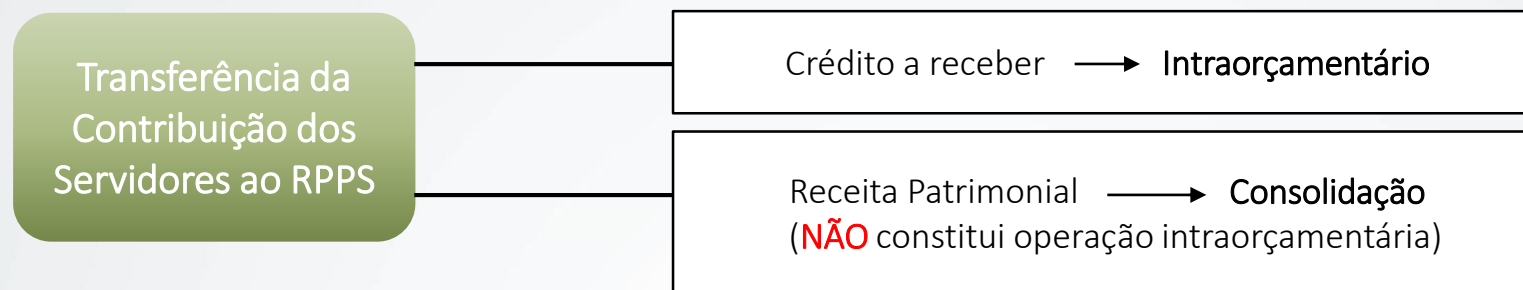 Transferência da
Contribuição dos
Servidores ao RPPS
Crédito a receber → Intraorçamentário
Receita Patrimonial → Consolidação
(NÃO constitui operação intraorçamentária)